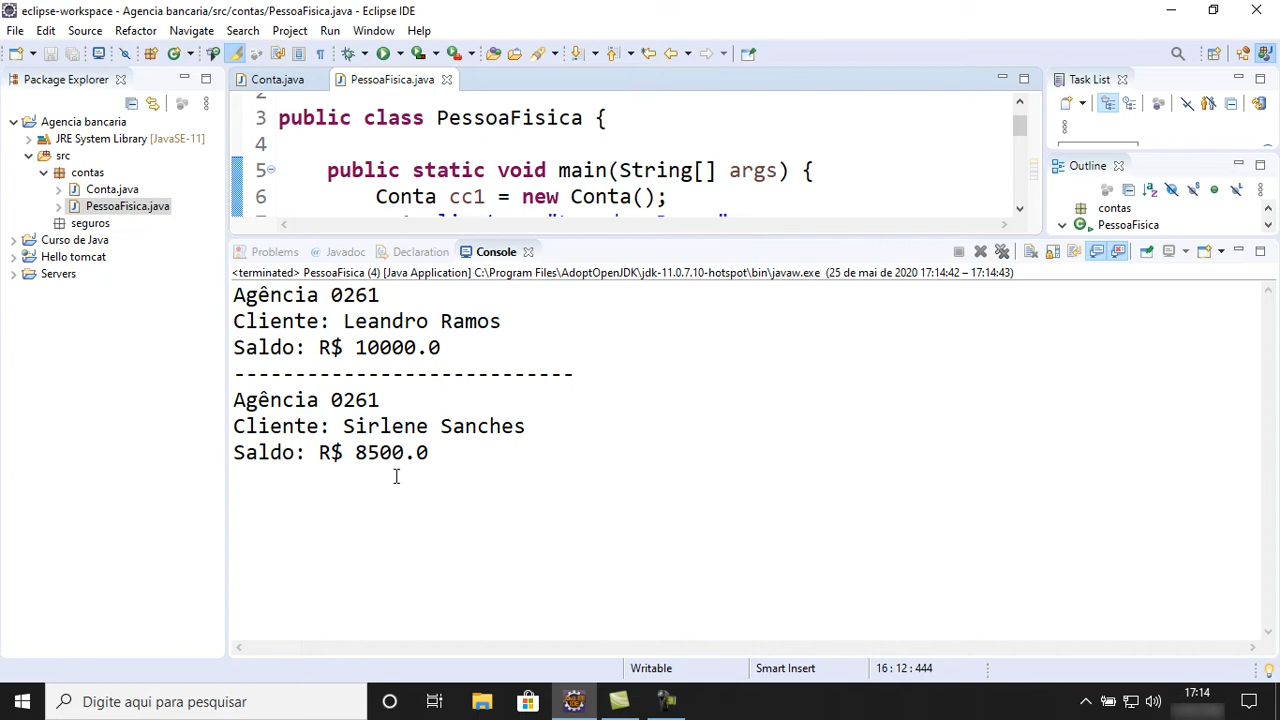 eclipse-workspace - Agencia bancaria/src/contas/PessoaFisica.java - Eclipse IDE
File Edit Source Refactor Navigate Search Project Run Window Help
Package Explorer
Agencia bancaria
JRE System Library [JavaSE-11]
src
contas
Conta.java
PessoaFisica.java
seguros
Curso de Java
Hello tomcat
Servers
Conta.java PessoaFisica.java
2
3 public class PessoaFisica {
4
5 public static void main(String[] args) {
6 Conta cc1 = new Conta();
Task List
Outline
contas
PessoaFisica
Problems Javadoc Declaration Console
<terminated> PessoaFisica (4) [Java Application] C:\Program Files\AdoptOpenJDK\jdk-11.0.7.10-hotspot\bin\javaw.exe (25 de mai de 2020 17:14:42 – 17:14:43)
Agência 0261
Cliente: Leandro Ramos
Saldo: R$ 10000.0
----------------------------
Agência 0261
Cliente: Sirlene Sanches
Saldo: R$ 8500.0
Writable Smart Insert 16 : 12 : 444
Digite aqui para pesquisar
17:14